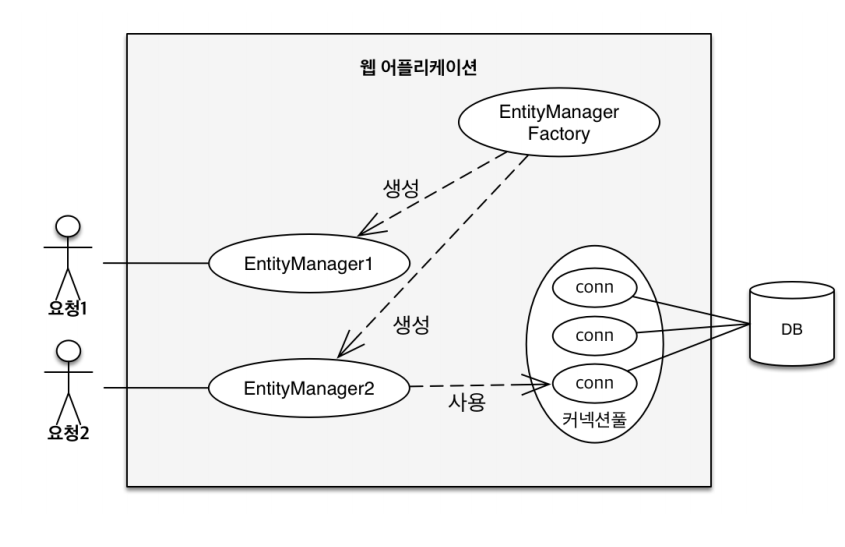 웹 어플리케이션
EntityManager
Factory
생성
요청1
EntityManager1
conn
conn
conn
커넥션풀
DB
생성
요청2
EntityManager2
사용